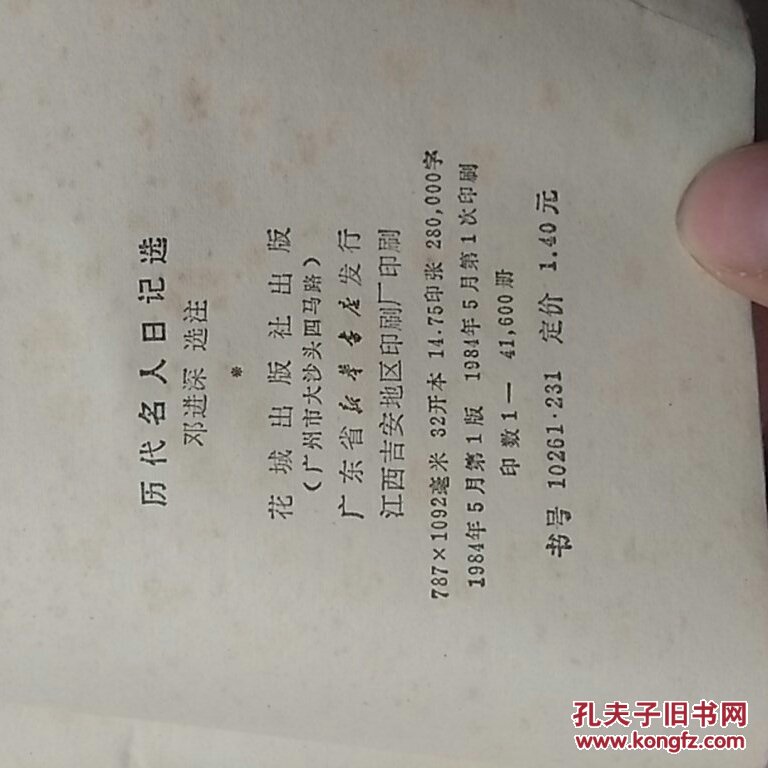 历代名人日记选
邓进深 选注
*
花城出版社出版
（广州市大沙头四马路）
广东省新华书店发行
江西吉安地区印刷厂印刷
787×1092毫米 32开本 14.75印张 280,000字
1984年5月第1版 1984年5月第1次印刷
印数1—41,600册
书号 10261·231 定价 1.40元
孔夫子旧书网
www.kongfz.com